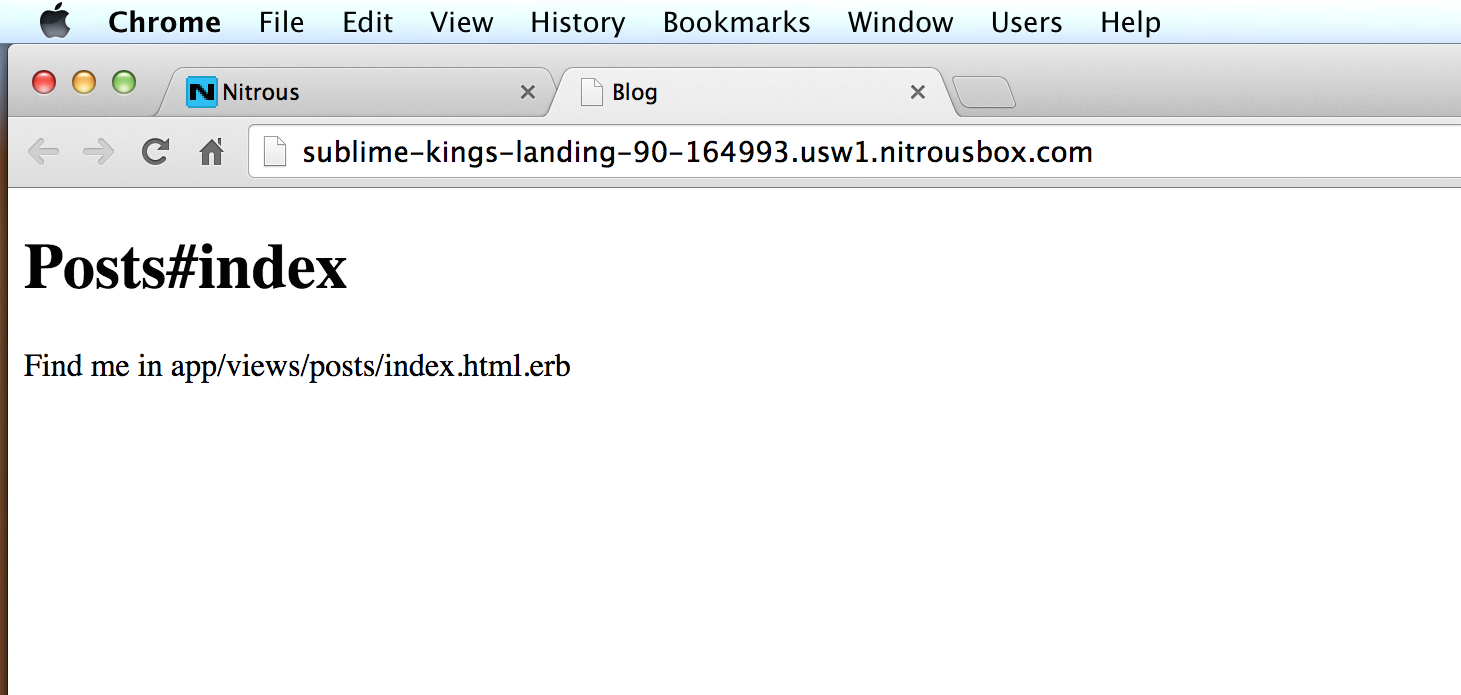 Chrome File Edit View History Bookmarks Window Users Help
Nitrous Blog
sublime-kings-landing-90-164993.usw1.nitrousbox.com
Posts#index
Find me in app/views/posts/index.html.erb